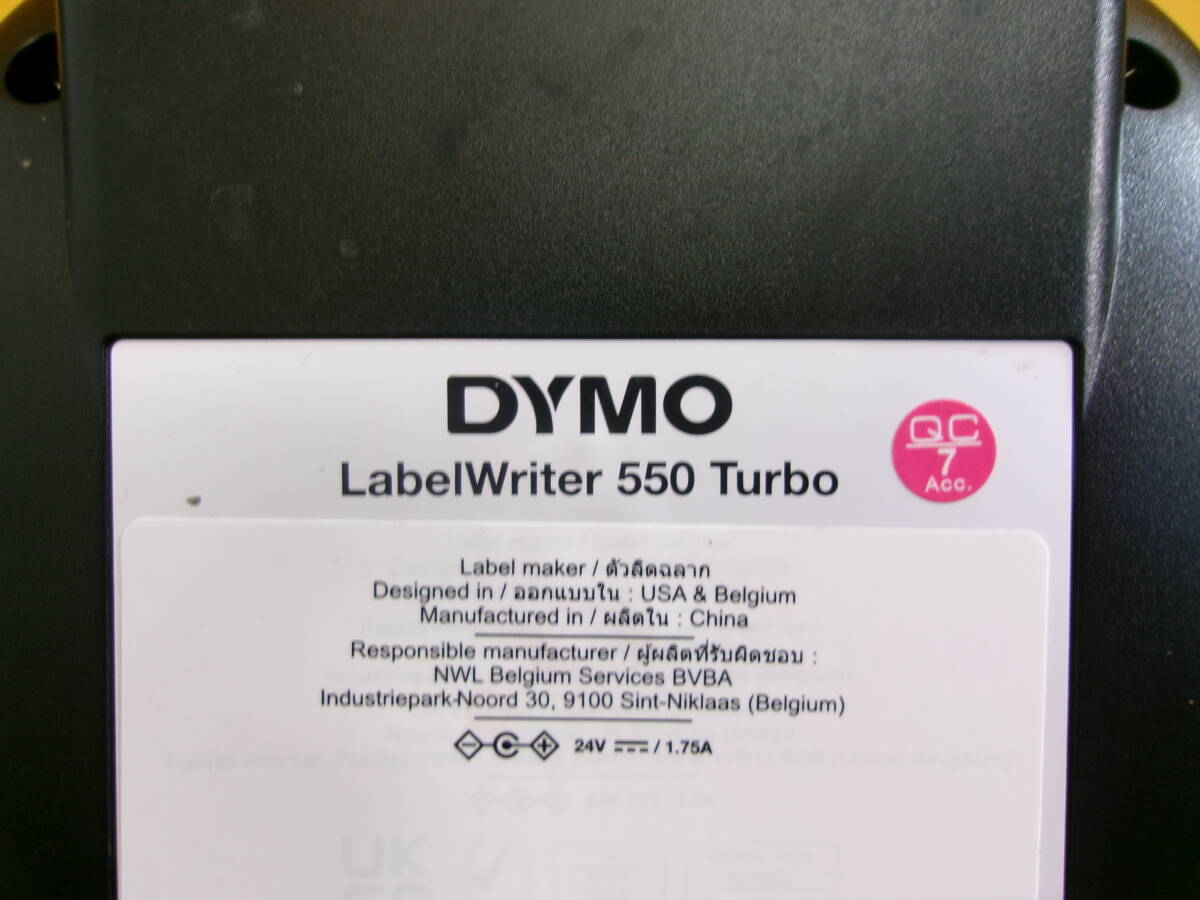 DYMO
LabelWriter 550 Turbo
QC
7
Acc.
Label maker / ตัวลิตฉลาก
Designed in / ออกแบบใน : USA & Belgium
Manufactured in / ผลิตใน : China
Responsible manufacturer / ผู้ผลิตที่รับผิดชอบ :
NWL Belgium Services BVBA
Industriepark-Noord 30, 9100 Sint-Niklaas (Belgium)
24V / 1.75A
UK